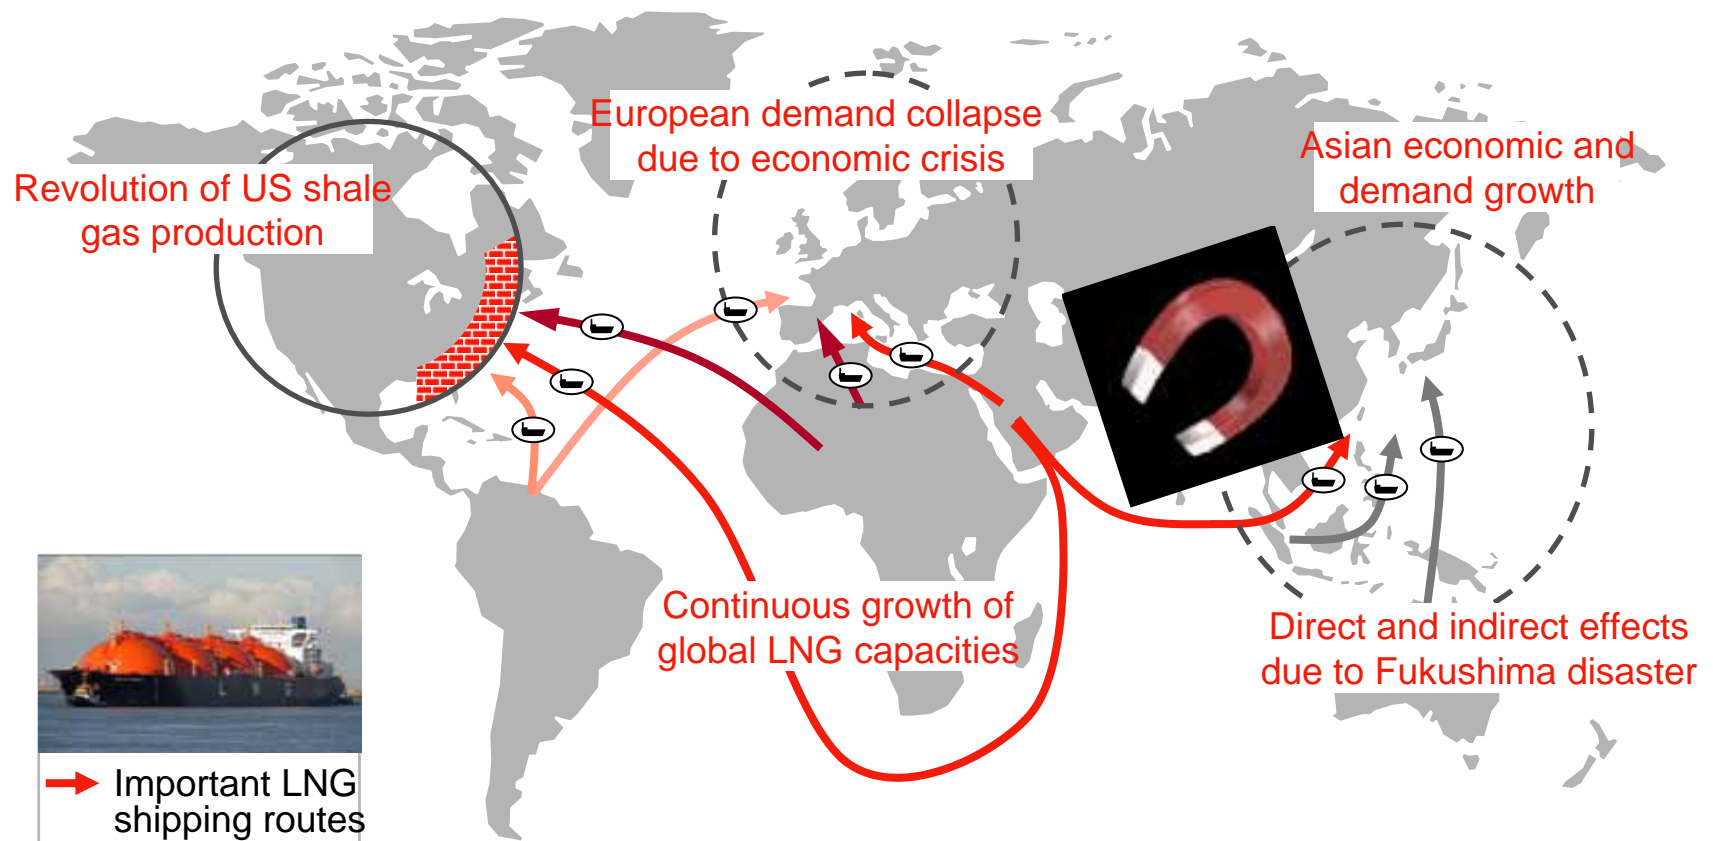 European demand collapse
due to economic crisis
Asian economic and
demand growth
Revolution of US shale
gas production
Continuous growth of
global LNG capacities
Direct and indirect effects
due to Fukushima disaster
L N G
Important LNG
shipping routes